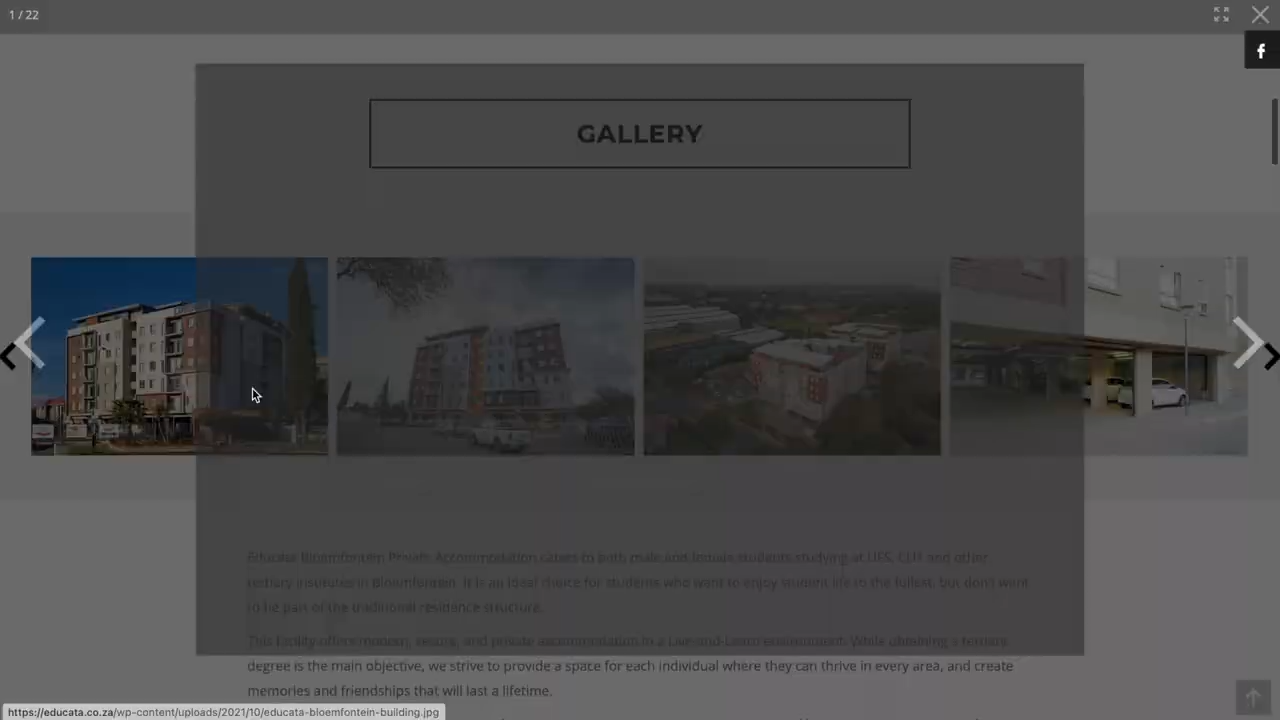 1 / 22
f
GALLERY
Educata Bloemfontein Private Accommodation caters to both male and female students studying at UFS, CUT and other
tertiary institutes in Bloemfontein. It is an ideal choice for students who want to enjoy student life to the fullest, but don't want
to be part of the traditional residence structure.
This facility offers modern, secure, and private accommodation in a Live-and-Learn environment. While obtaining a tertiary
degree is the main objective, we strive to provide a space for each individual where they can thrive in every area, and create
memories and friendships that will last a lifetime.
https://educata.co.za/wp-content/uploads/2021/10/educata-bloemfontein-building.jpg